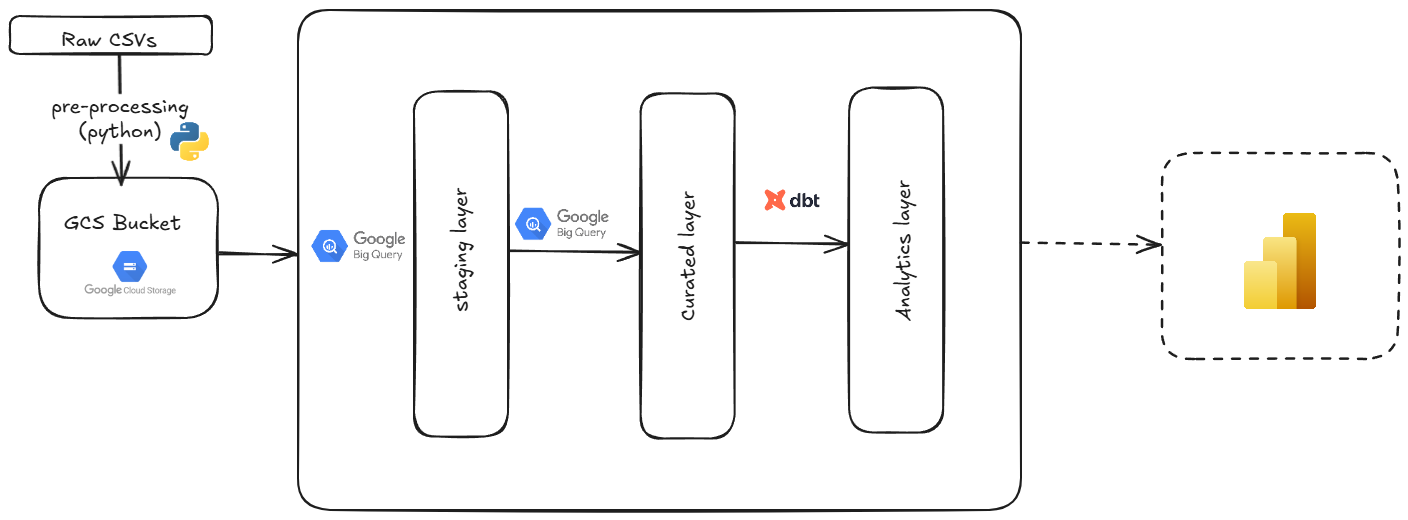 Raw CSVs
pre-processing
(python)
GCS Bucket
Google Cloud Storage
Google
Big Query
staging layer
Google
Big Query
Curated layer
dbt
Analytics layer